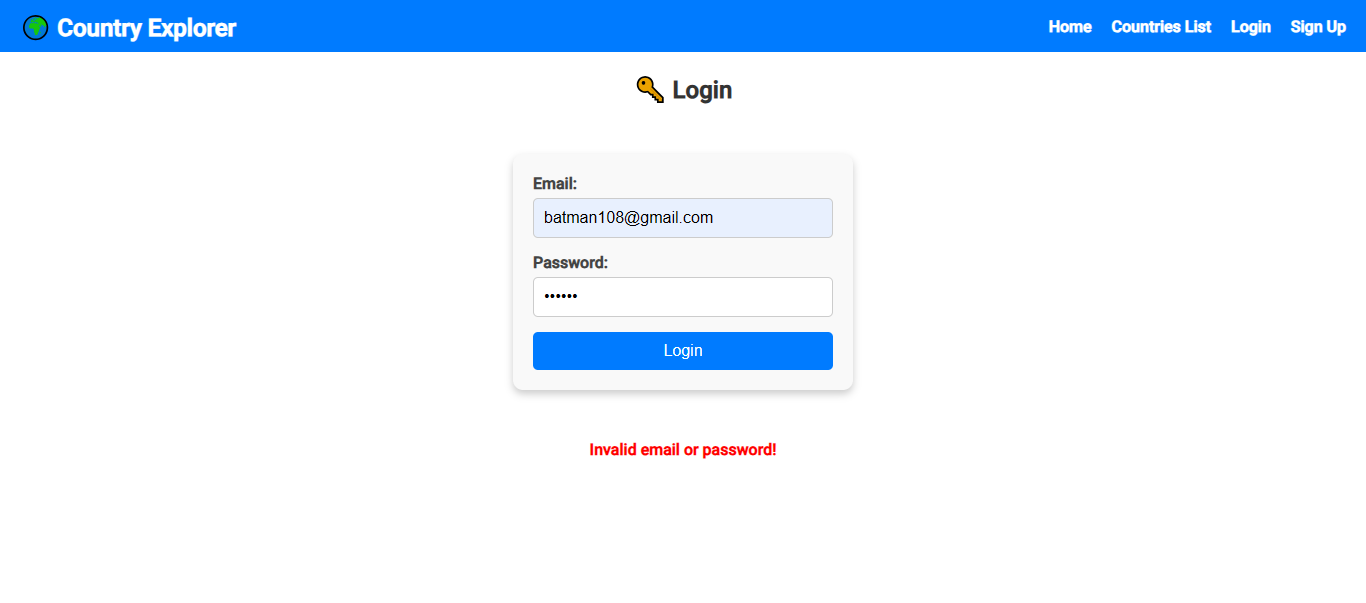 Country Explorer
Home Countries List Login Sign Up
Login
Email:
batman108@gmail.com
Password:
••••••
Login
Invalid email or password!